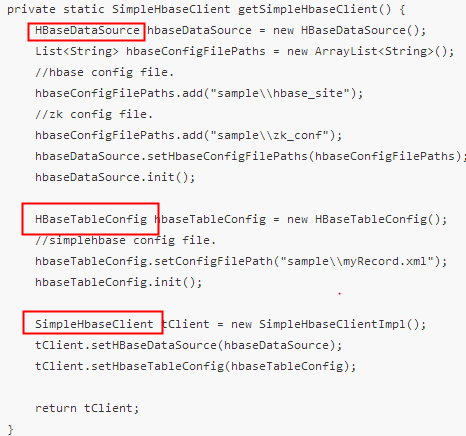 private static SimpleHbaseClient getSimpleHbaseClient() {
HBaseDataSource hbaseDataSource = new HBaseDataSource();
List<String> hbaseConfigFilePaths = new ArrayList<String>();
//hbase config file.
hbaseConfigFilePaths.add("sample\\hbase_site");
//zk config file.
hbaseConfigFilePaths.add("sample\\zk_conf");
hbaseDataSource.setHbaseConfigFilePaths(hbaseConfigFilePaths);
hbaseDataSource.init();
HBaseTableConfig hbaseTableConfig = new HBaseTableConfig();
//simplehbase config file.
hbaseTableConfig.setConfigFilePath("sample\\myRecord.xml");
hbaseTableConfig.init();
SimpleHbaseClient tClient = new SimpleHbaseClientImpl();
tClient.setHBaseDataSource(hbaseDataSource);
tClient.setHbaseTableConfig(hbaseTableConfig);
return tClient;
}